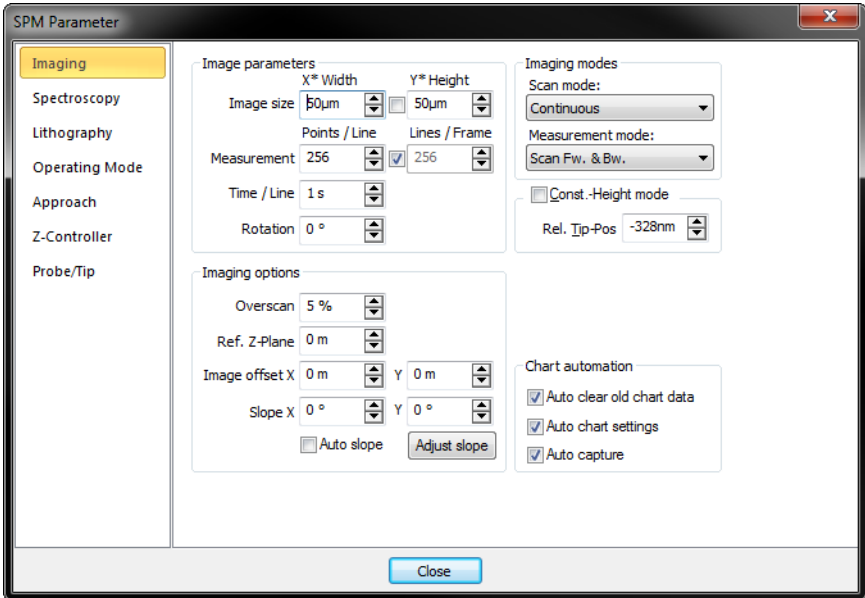 SPM Parameter
Imaging
Spectroscopy
Lithography
Operating Mode
Approach
Z-Controller
Probe/Tip
Image parameters
X* Width Y* Height
Image size 50µm 50µm
Points / Line Lines / Frame
Measurement 256 256
Time / Line 1 s
Rotation 0 °
Imaging modes
Scan mode:
Continuous
Measurement mode:
Scan Fw. & Bw.
Const.-Height mode
Rel. Tip-Pos -328nm
Imaging options
Overscan 5 %
Ref. Z-Plane 0 m
Image offset X 0 m Y 0 m
Slope X 0 ° Y 0 °
Auto slope Adjust slope
Chart automation
Auto clear old chart data
Auto chart settings
Auto capture
Close